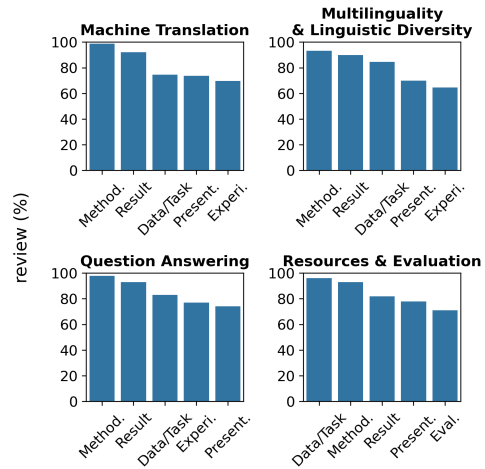 Machine Translation
100
80
60
40
20
0
Method.
Result
Data/Task
Present.
Experi.
Multilinguality
& Linguistic Diversity
100
80
60
40
20
0
Method.
Result
Data/Task
Present.
Experi.
review (%)
Question Answering
100
80
60
40
20
0
Method.
Result
Data/Task
Experi.
Present.
Resources & Evaluation
100
80
60
40
20
0
Data/Task
Method.
Result
Present.
Eval.